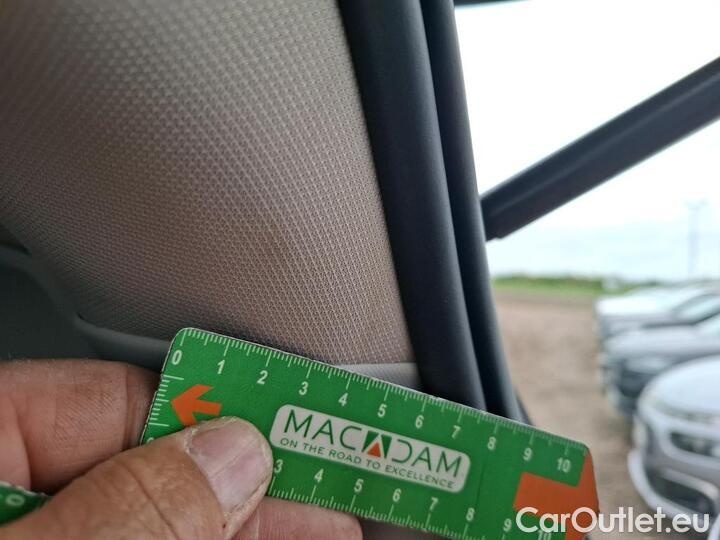 0 1 2 3 4 5 6 7 8 9 10
MACADAM
ON THE ROAD TO EXCELLENCE
3 4 5 6 7 8 9 10
0
CarOutlet.eu